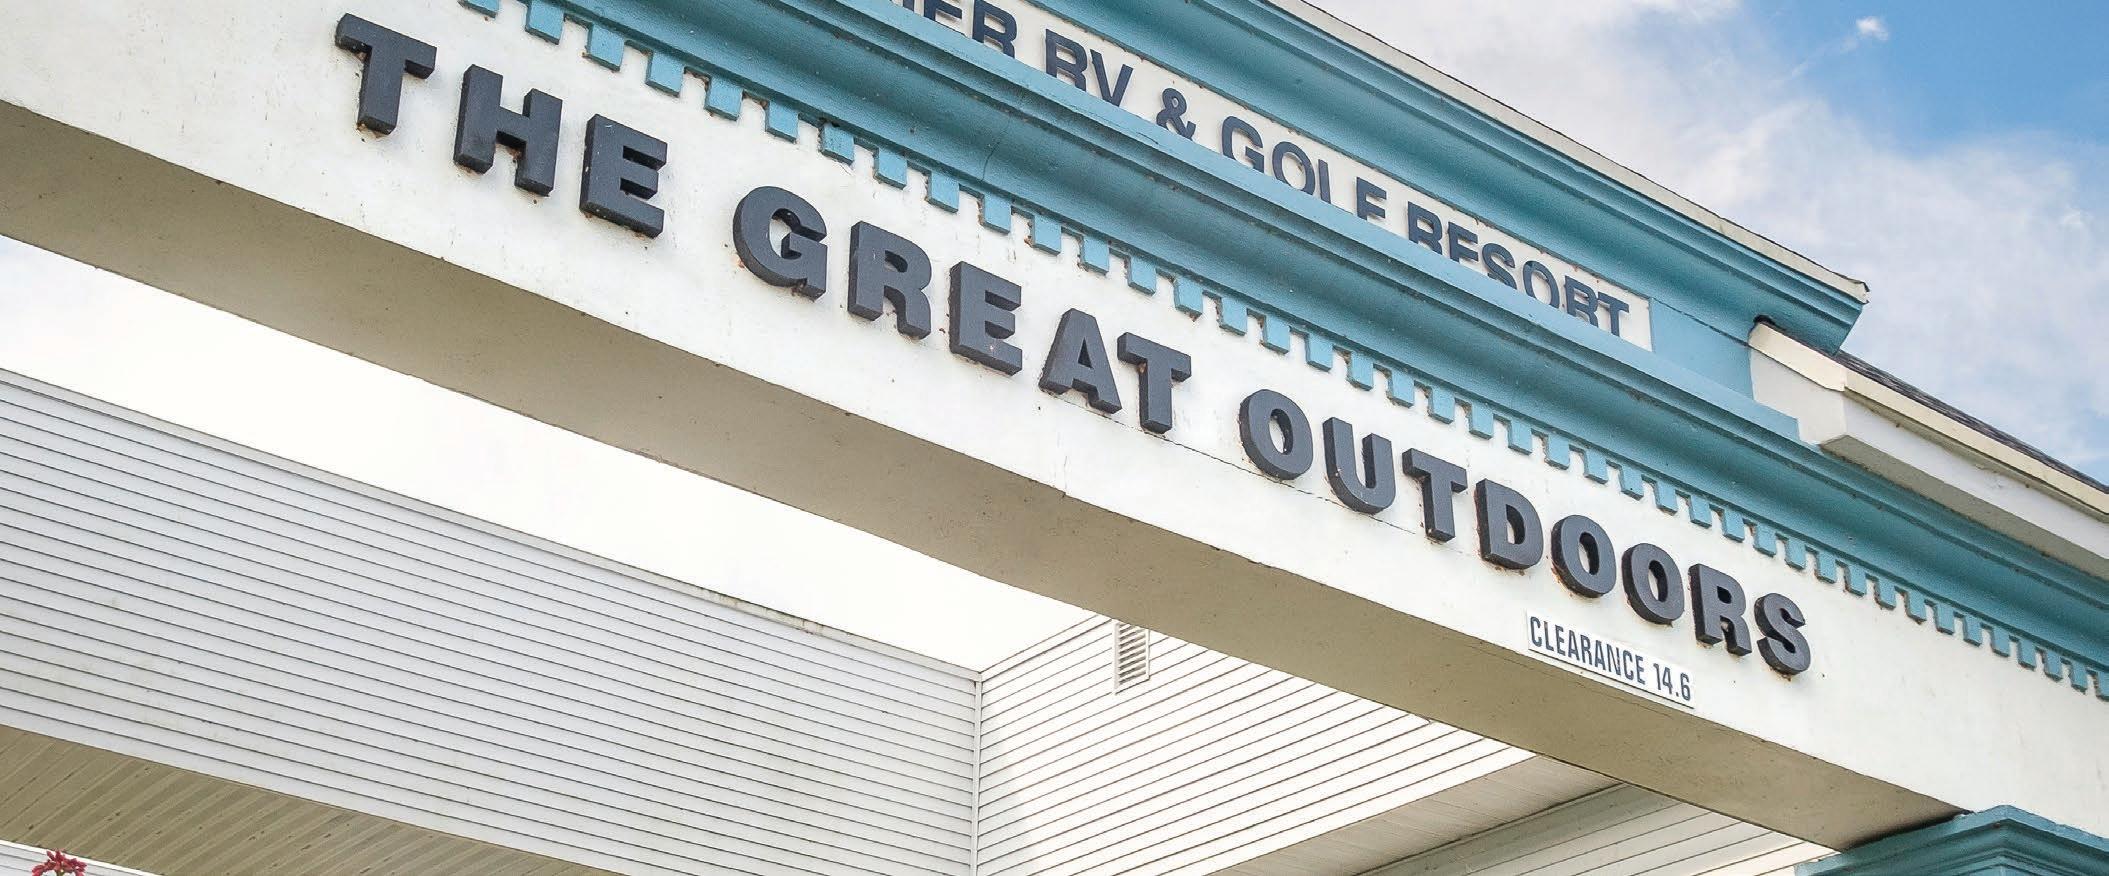 RV & GOLF RESORT
THE GREAT OUTDOORS
CLEARANCE 14.6